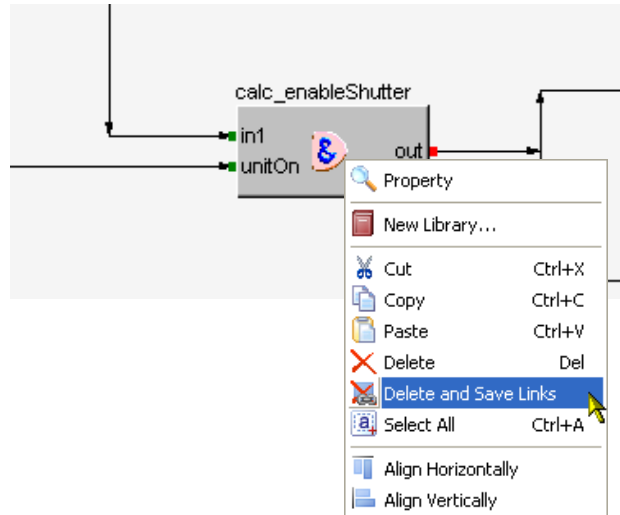 calc_enableShutter
in1
out
unitOn
&
Property
New Library...
Cut Ctrl+X
Copy Ctrl+C
Paste Ctrl+V
Delete Del
Delete and Save Links
Select All Ctrl+A
Align Horizontally
Align Vertically